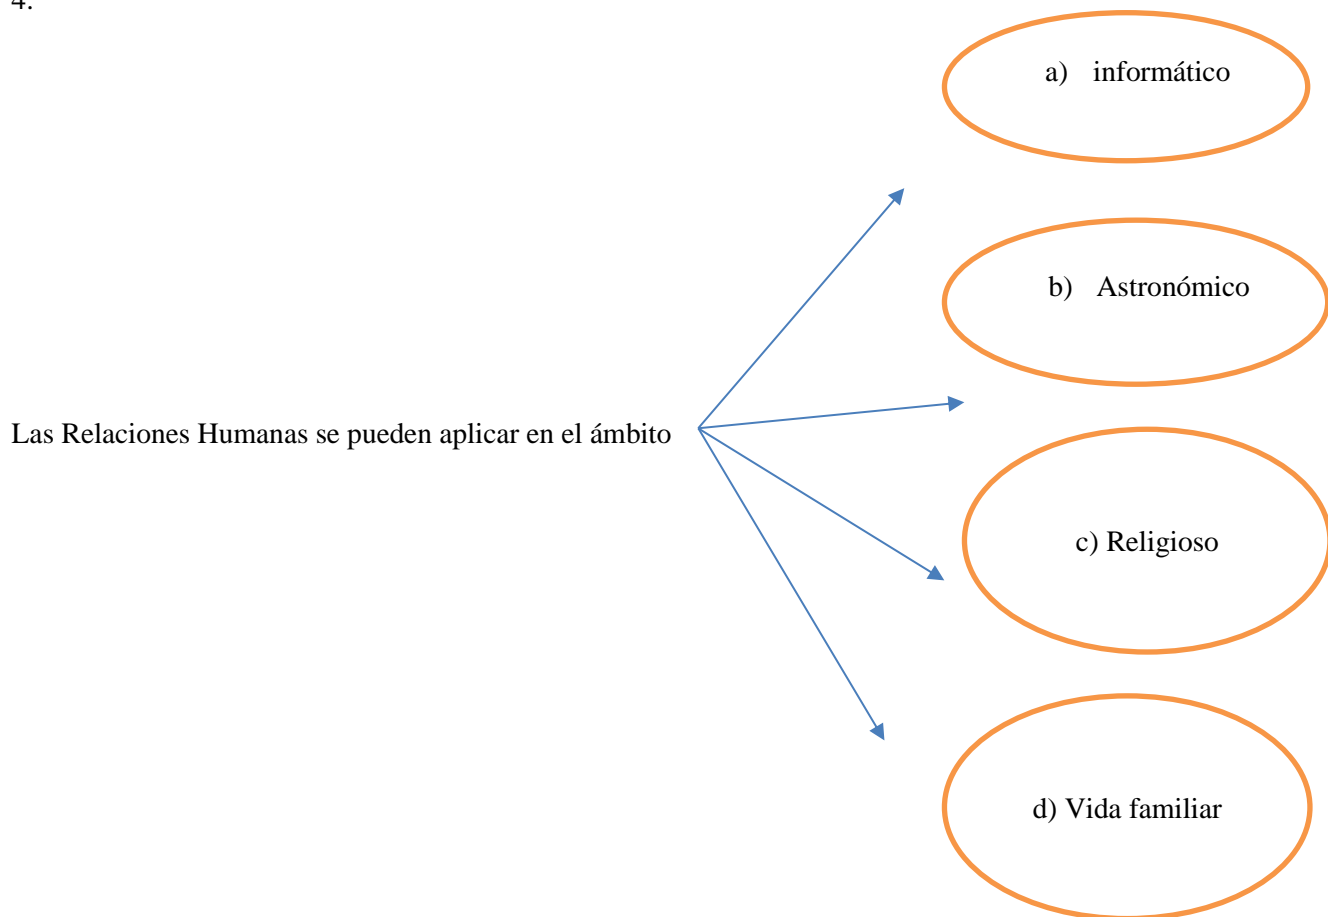 4.
a) informático
b) Astronómico
Las Relaciones Humanas se pueden aplicar en el ámbito
c) Religioso
d) Vida familiar